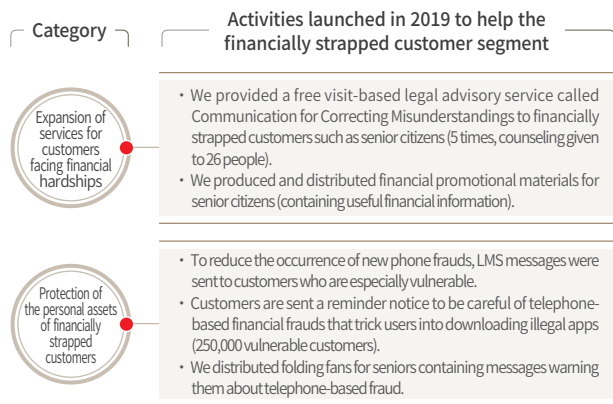 Category
Activities launched in 2019 to help the
financially strapped customer segment
Expansion of
services for
customers
facing financial
hardships
• We provided a free visit-based legal advisory service called
Communication for Correcting Misunderstandings to financially
strapped customers such as senior citizens (5 times, counseling given
to 26 people).
• We produced and distributed financial promotional materials for
senior citizens (containing useful financial information).
Protection of
the personal assets
of financially
strapped
customers
• To reduce the occurrence of new phone frauds, LMS messages were
sent to customers who are especially vulnerable.
• Customers are sent a reminder notice to be careful of telephone-
based financial frauds that trick users into downloading illegal apps
(250,000 vulnerable customers).
• We distributed folding fans for seniors containing messages warning
them about telephone-based fraud.